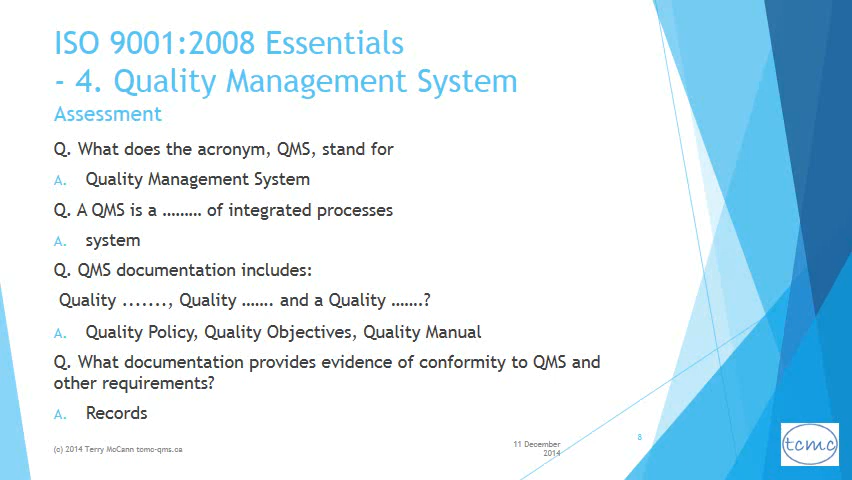 ISO 9001:2008 Essentials
- 4. Quality Management System
Assessment
Q. What does the acronym, QMS, stand for
A. Quality Management System
Q. A QMS is a ......... of integrated processes
A. system
Q. QMS documentation includes:
Quality ......., Quality ....... and a Quality .......?
A. Quality Policy, Quality Objectives, Quality Manual
Q. What documentation provides evidence of conformity to QMS and
other requirements?
A. Records
(c) 2014 Terry McCann tcmc-qms.ca
11 December
2014
8
tcmc